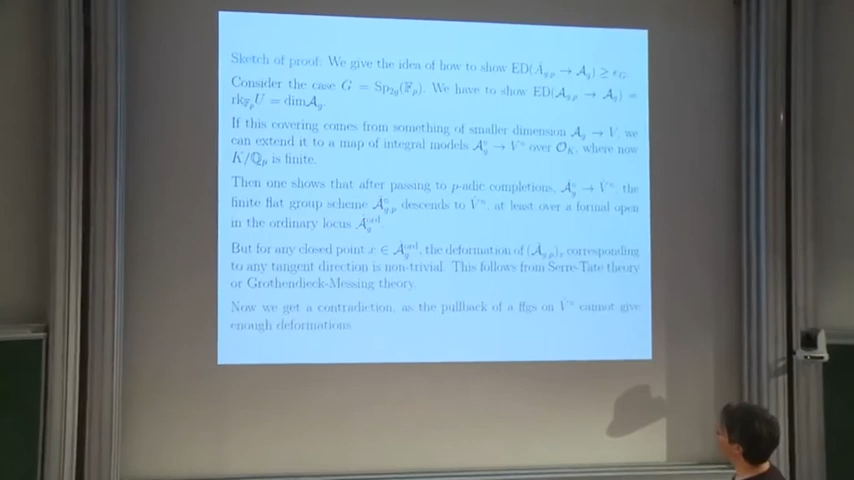 Sketch of proof: We give the idea of how to show ED(𝒜_{g,p} → 𝒜_g) ≥ e_G.
Consider the case G = Sp_{2g}(𝔽_p). We have to show ED(𝒜_{g,p} → 𝒜_g) =
rk_{𝔽_p}U = dim𝒜_g.
If this covering comes from something of smaller dimension 𝒜_g → V, we
can extend it to a map of integral models 𝒜_g° → V° over 𝒪_K, where now
K/ℚ_p is finite.
Then one shows that after passing to p-adic completions, 𝒜̂_g° → V̂°, the
finite flat group scheme 𝒜̂_{g,p}° descends to V̂°, at least over a formal open
in the ordinary locus 𝒜̂_g^{ord}.
But for any closed point x ∈ 𝒜̂_g^{ord}, the deformation of (𝒜̂_{g,p})_x corresponding
to any tangent direction is non-trivial. This follows from Serre-Tate theory
or Grothendieck-Messing theory.
Now we get a contradiction, as the pullback of a ffgs on V̂° cannot give
enough deformations.